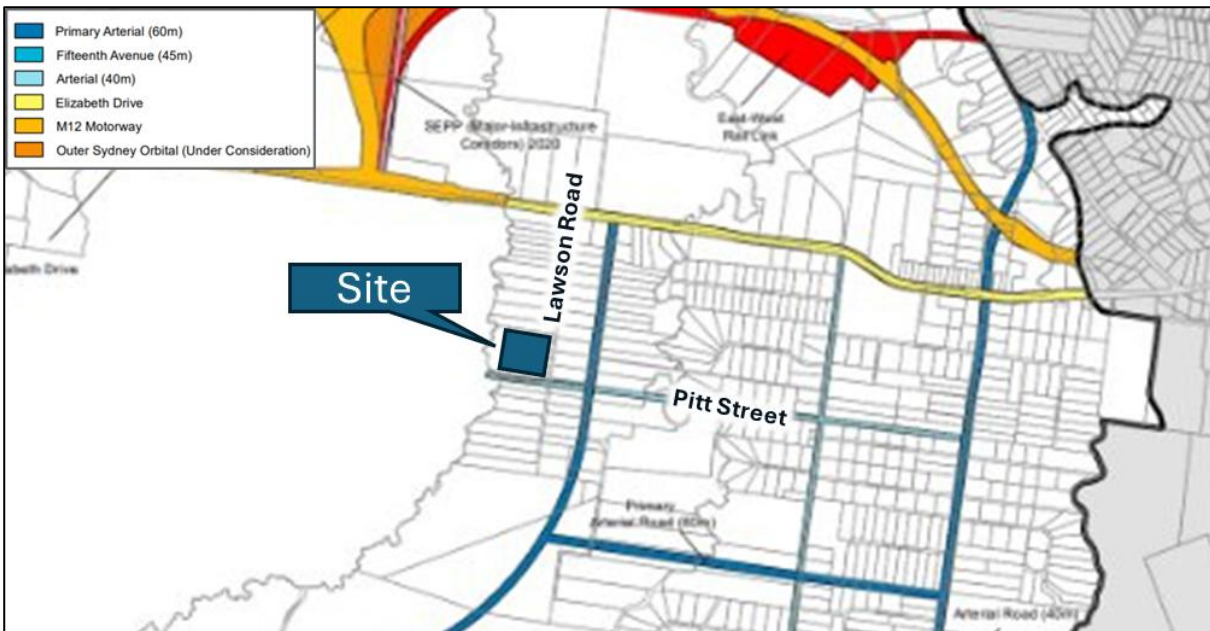 Primary Arterial (60m)
Fifteenth Avenue (45m)
Arterial (40m)
Elizabeth Drive
M12 Motorway
Outer Sydney Orbital (Under Consideration)
SEPP (Major Infrastructure
Corridors) 2020
East-West
Rail Link
Lawson Road
Drive
Site
Pitt Street
Primary
Arterial Road (60m)
Arterial Road (40m)